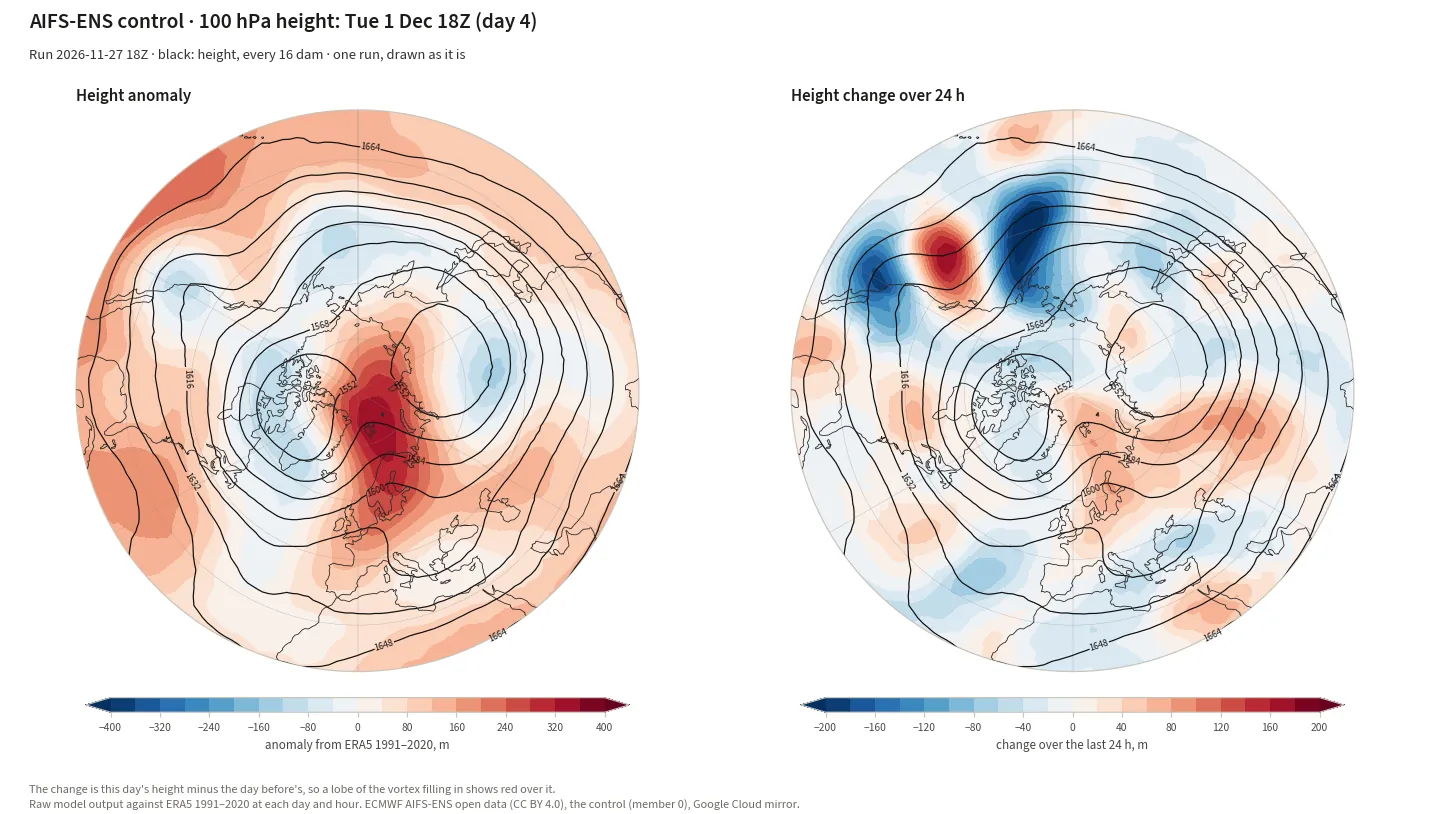 AIFS-ENS control · 100 hPa height: Tue 1 Dec 18Z (day 4)
Run 2026-11-27 18Z · black: height, every 16 dam · one run, drawn as it is
Height anomaly
Height change over 24 h
1664
1568
1552
1616
1584
1600
1632
1648
1664
1664
1664
1568
1552
1616
1584
1600
1632
1648
1664
1664
−400 −320 −240 −160 −80 0 80 160 240 320 400
anomaly from ERA5 1991–2020, m
−200 −160 −120 −80 −40 0 40 80 120 160 200
change over the last 24 h, m
The change is this day's height minus the day before's, so a lobe of the vortex filling in shows red over it.
Raw model output against ERA5 1991–2020 at each day and hour. ECMWF AIFS-ENS open data (CC BY 4.0), the control (member 0), Google Cloud mirror.